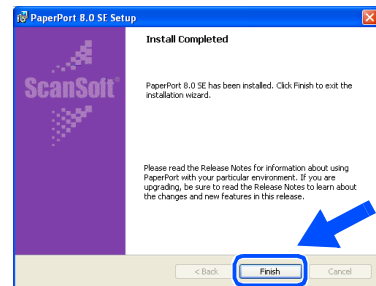 PaperPort 8.0 SE Setup
Install Completed
ScanSoft®
PaperPort 8.0 SE has been installed. Click Finish to exit the
installation wizard.
Please read the Release Notes for information about using
PaperPort with your particular environment. If you are
upgrading, be sure to read the Release Notes to learn about
the changes and new features in this release.
< Back Finish Cancel